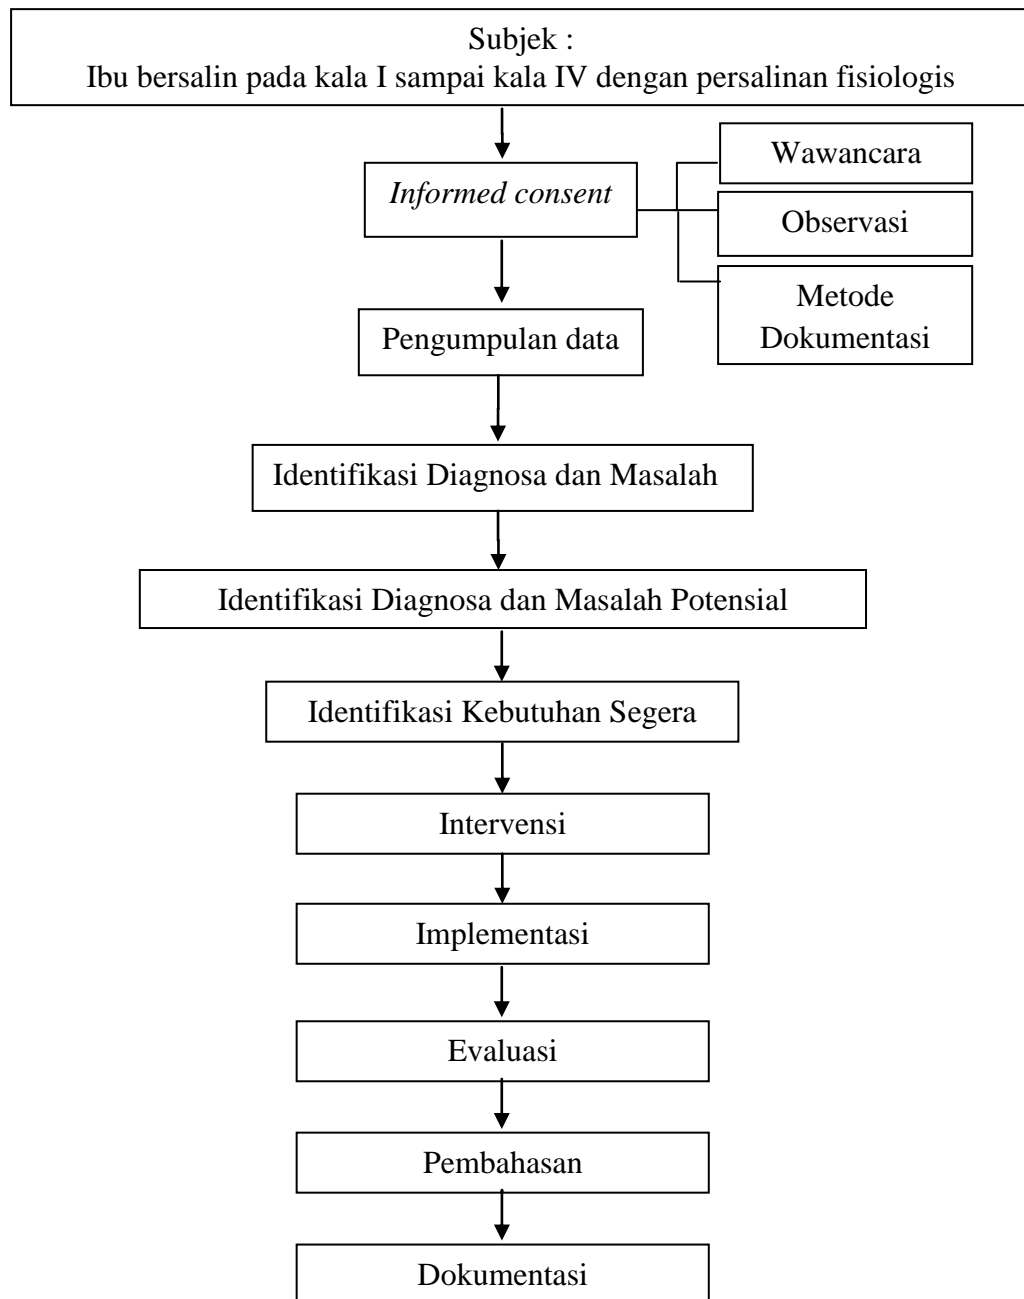 Subjek :
Ibu bersalin pada kala I sampai kala IV dengan persalinan fisiologis
Informed consent
Wawancara
Observasi
Metode
Dokumentasi
Pengumpulan data
Identifikasi Diagnosa dan Masalah
Identifikasi Diagnosa dan Masalah Potensial
Identifikasi Kebutuhan Segera
Intervensi
Implementasi
Evaluasi
Pembahasan
Dokumentasi